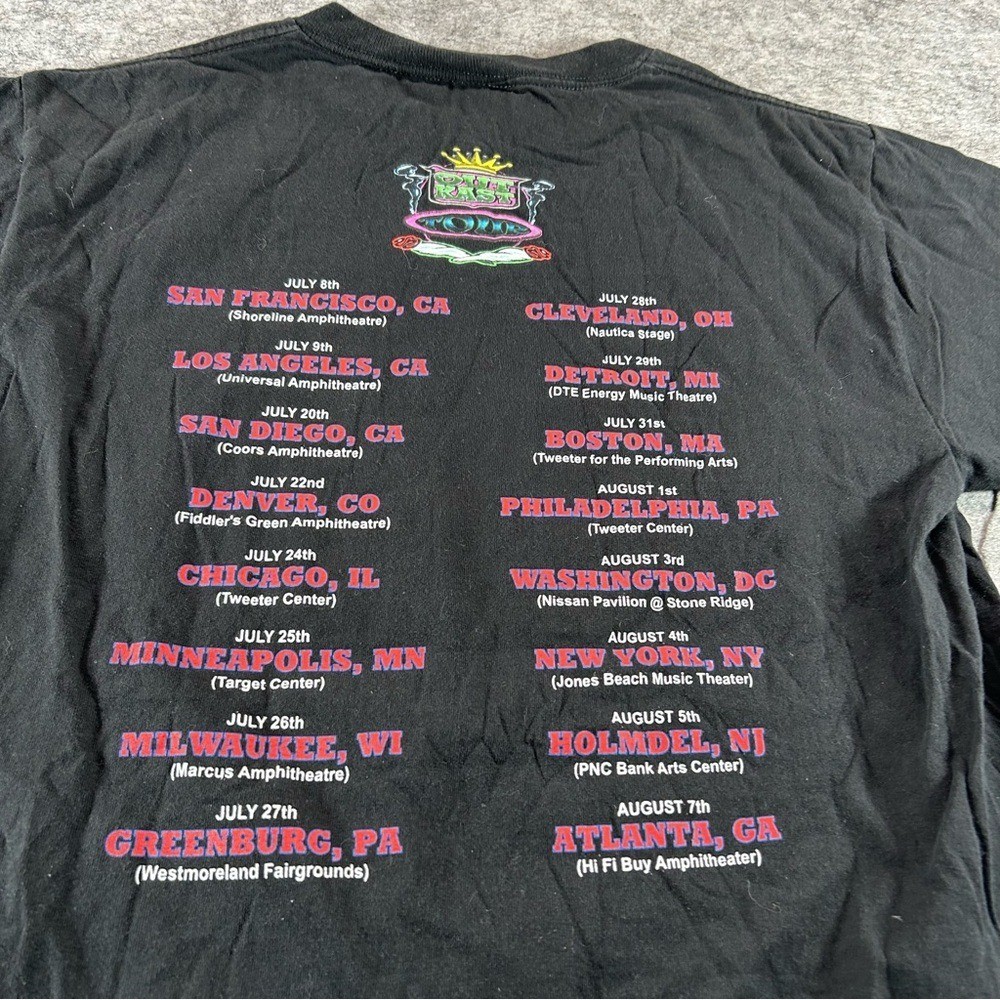 OUT
KAST
TOUR
JULY 8th
SAN FRANCISCO, CA
(Shoreline Amphitheatre)
JULY 9th
LOS ANGELES, CA
(Universal Amphitheatre)
JULY 20th
SAN DIEGO, CA
(Coors Amphitheatre)
JULY 22nd
DENVER, CO
(Fiddler's Green Amphitheatre)
JULY 24th
CHICAGO, IL
(Tweeter Center)
JULY 25th
MINNEAPOLIS, MN
(Target Center)
JULY 26th
MILWAUKEE, WI
(Marcus Amphitheatre)
JULY 27th
GREENBURG, PA
(Westmoreland Fairgrounds)
JULY 28th
CLEVELAND, OH
(Nautica Stage)
JULY 29th
DETROIT, MI
(DTE Energy Music Theatre)
JULY 31st
BOSTON, MA
(Tweeter for the Performing Arts)
AUGUST 1st
PHILADELPHIA, PA
(Tweeter Center)
AUGUST 3rd
WASHINGTON, DC
(Nissan Pavilion @ Stone Ridge)
AUGUST 4th
NEW YORK, NY
(Jones Beach Music Theater)
AUGUST 5th
HOLMDEL, NJ
(PNC Bank Arts Center)
AUGUST 7th
ATLANTA, GA
(Hi Fi Buy Amphitheater)